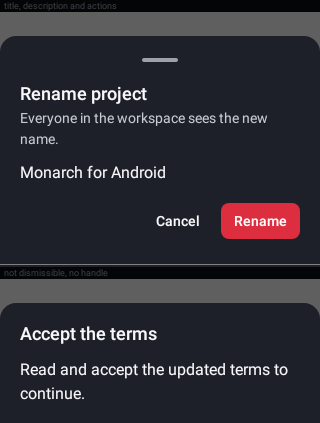 title, description and actions
Rename project
Everyone in the workspace sees the new
name.
Monarch for Android
Cancel
Rename
not dismissible, no handle
Accept the terms
Read and accept the updated terms to
continue.